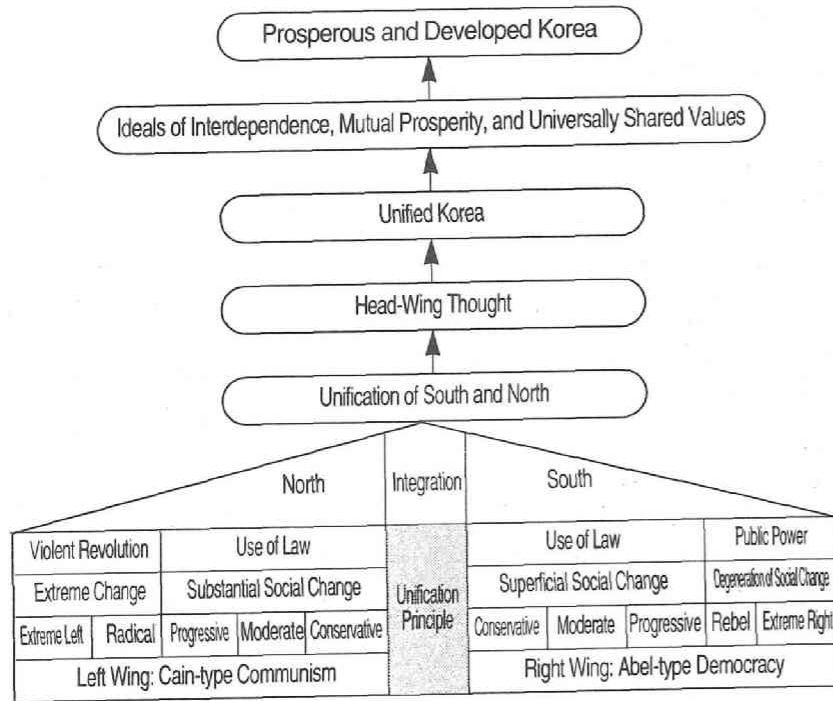 Prosperous and Developed Korea
Ideals of Interdependence, Mutual Prosperity, and Universally Shared Values
Unified Korea
Head-Wing Thought
Unification of South and North
North Integration South
Violent Revolution Use of Law Use of Law Public Power
Extreme Change Substantial Social Change Superficial Social Change Degeneration of Social Change
Unification
Principle
Extreme Left Radical Progressive Moderate Conservative Conservative Moderate Progressive Rebel Extreme Right
Left Wing: Cain-type Communism Right Wing: Abel-type Democracy